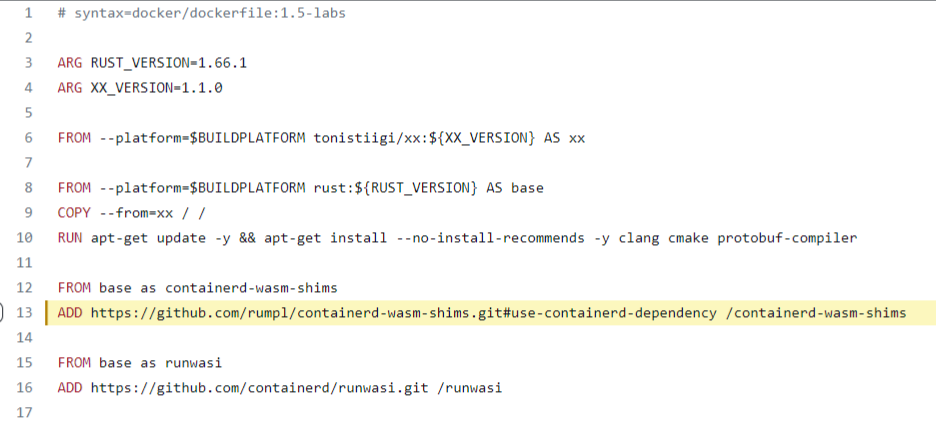 1 # syntax=docker/dockerfile:1.5-labs
2
3 ARG RUST_VERSION=1.66.1
4 ARG XX_VERSION=1.1.0
5
6 FROM --platform=$BUILDPLATFORM tonistiigi/xx:${XX_VERSION} AS xx
7
8 FROM --platform=$BUILDPLATFORM rust:${RUST_VERSION} AS base
9 COPY --from=xx / /
10 RUN apt-get update -y && apt-get install --no-install-recommends -y clang cmake protobuf-compiler
11
12 FROM base as containerd-wasm-shims
13 ADD https://github.com/rumpl/containerd-wasm-shims.git#use-containerd-dependency /containerd-wasm-shims
14
15 FROM base as runwasi
16 ADD https://github.com/containerd/runwasi.git /runwasi
17